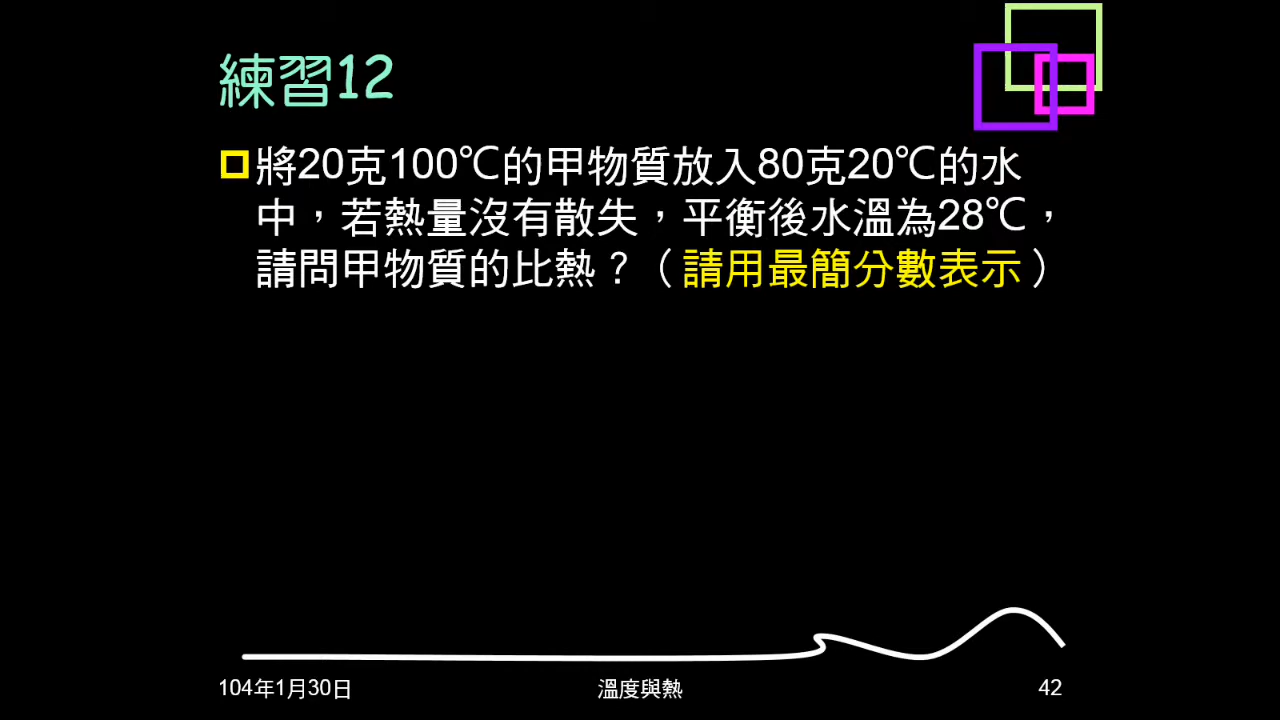 練習12
將20克100℃的甲物質放入80克20℃的水
中，若熱量沒有散失，平衡後水溫為28℃，
請問甲物質的比熱？（請用最簡分數表示）
104年1月30日
溫度與熱
42